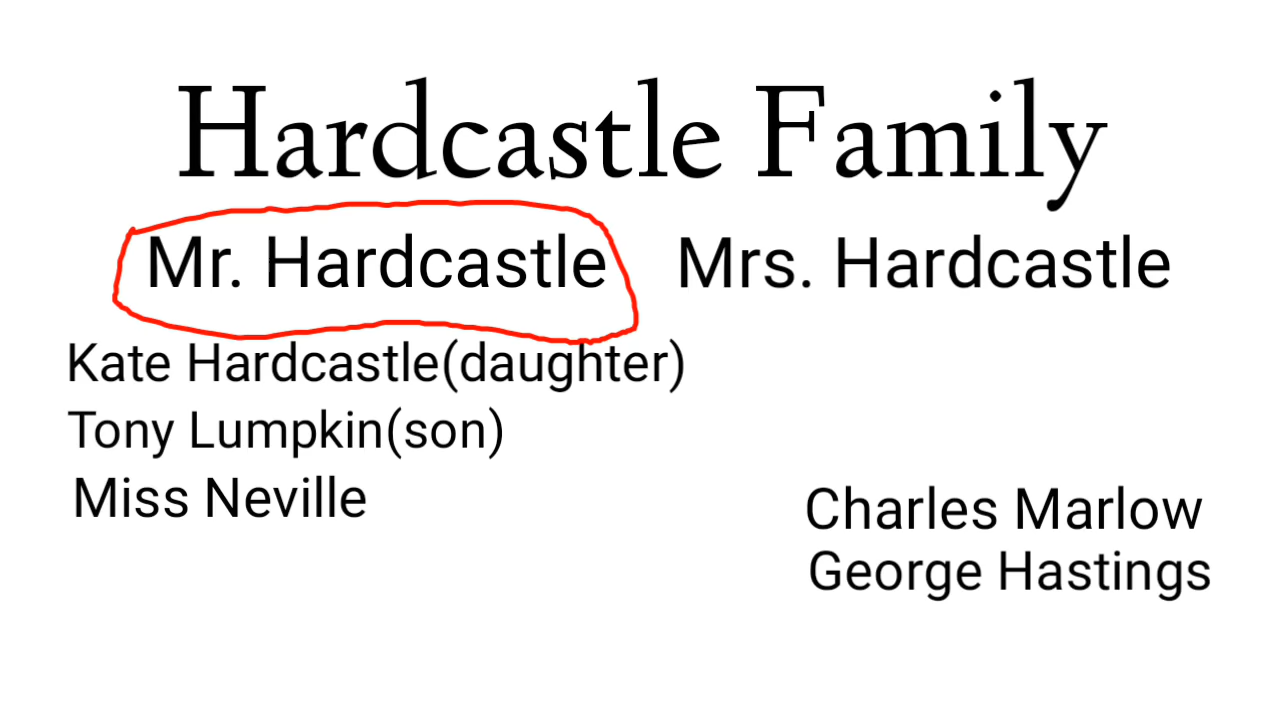 Hardcastle Family
Mr. Hardcastle Mrs. Hardcastle
Kate Hardcastle(daughter)
Tony Lumpkin(son)
Miss Neville
Charles Marlow
George Hastings